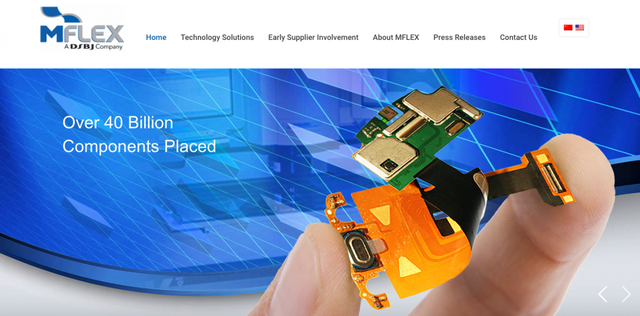 MFLEX
A DSBJ Company
Home
Technology Solutions
Early Supplier Involvement
About MFLEX
Press Releases
Contact Us
Over 40 Billion
Components Placed